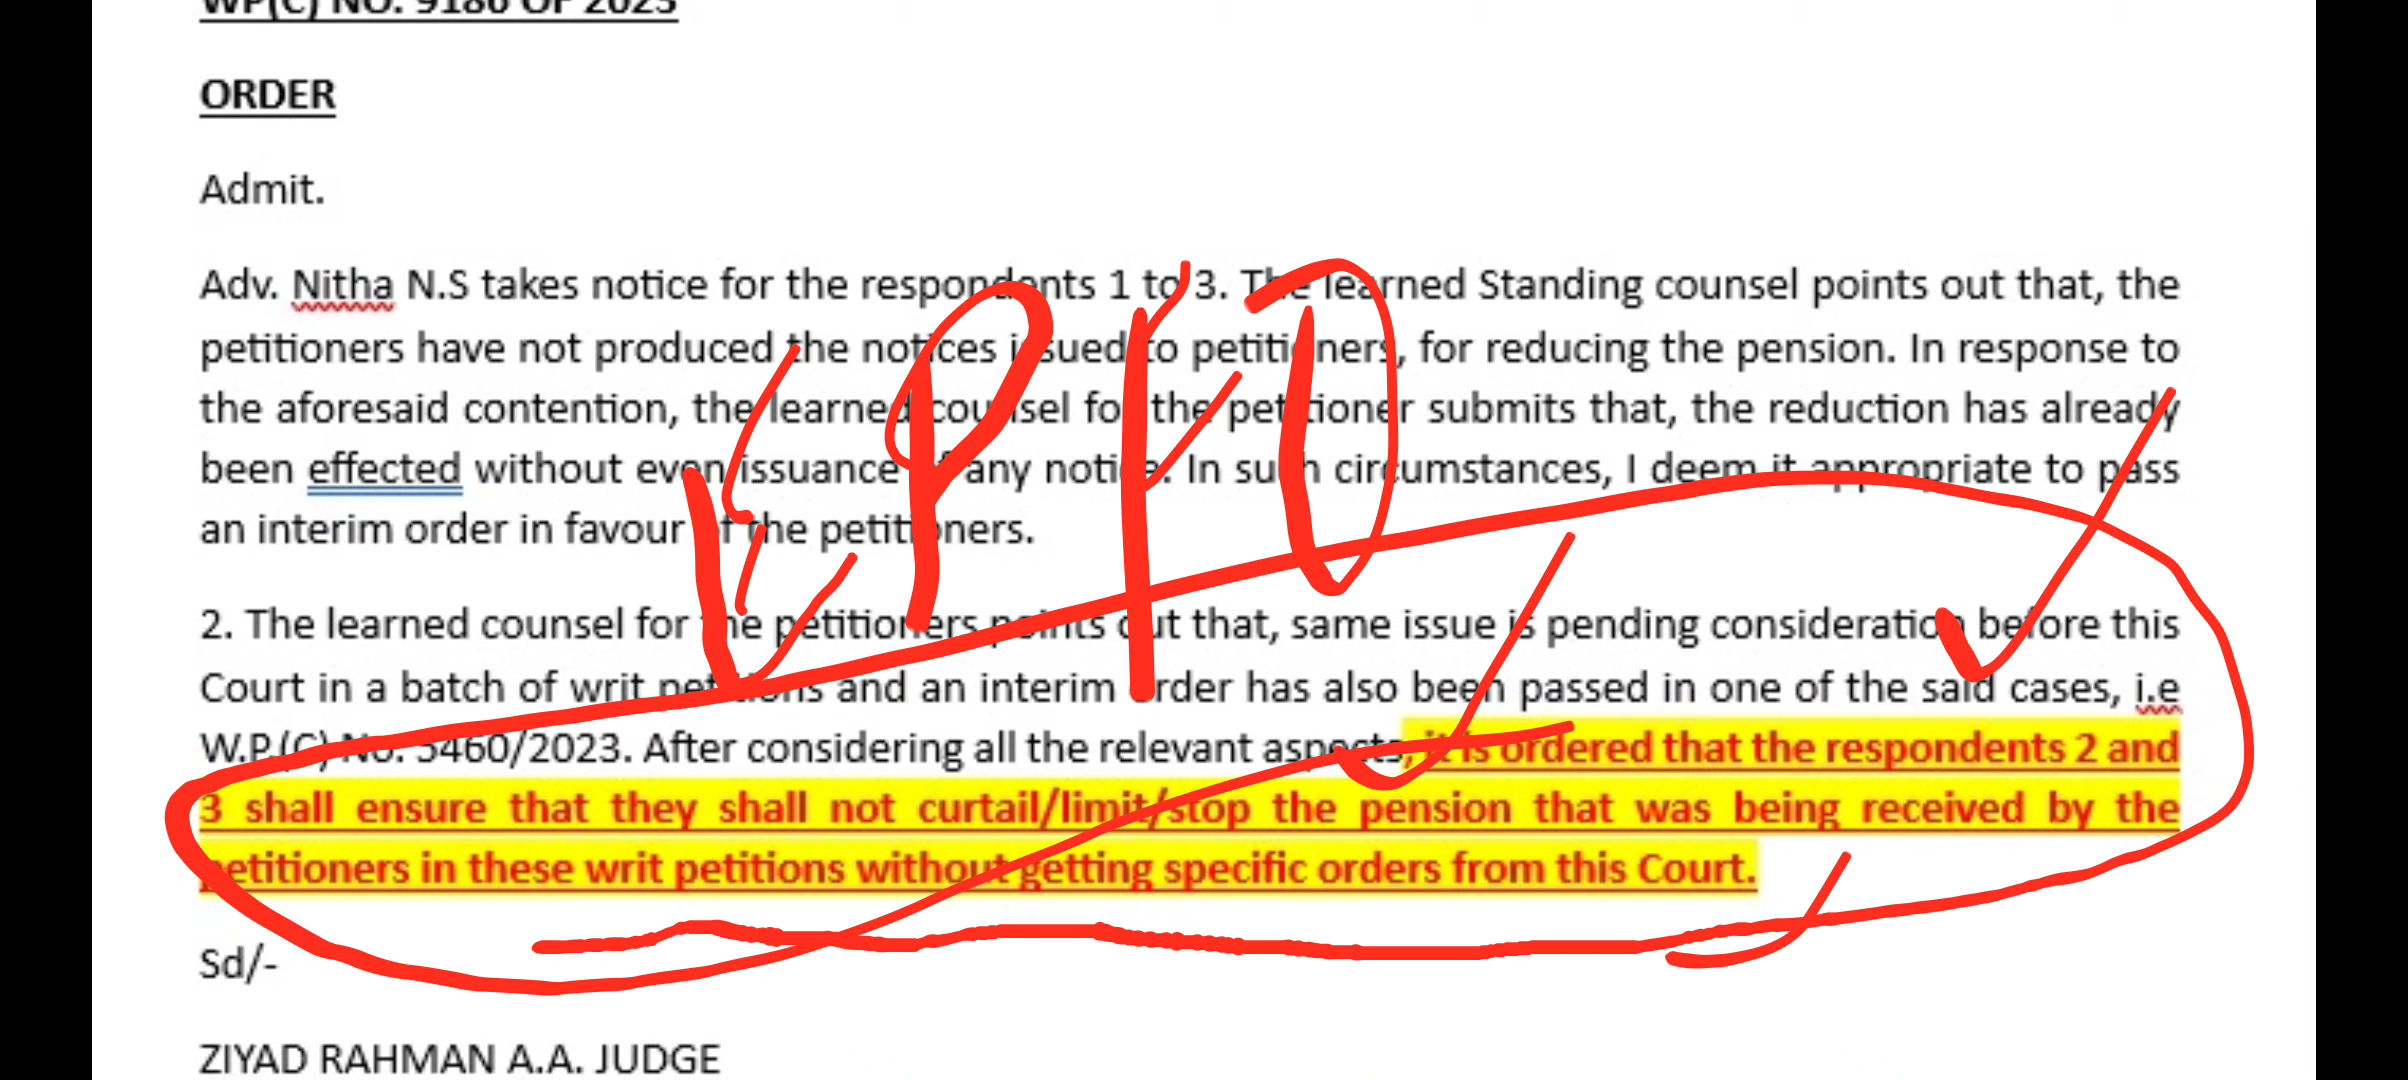 WP(C) NO. 9186 OF 2023
ORDER
Admit.
Adv. Nitha N.S takes notice for the respondents 1 to 3. The learned Standing counsel points out that, the
petitioners have not produced the notices issued to petitioners, for reducing the pension. In response to
the aforesaid contention, the learned counsel for the petitioner submits that, the reduction has already
been effected without even issuance of any notice. In such circumstances, I deem it appropriate to pass
an interim order in favour of the petitioners.
2. The learned counsel for the petitioners points out that, same issue is pending consideration before this
Court in a batch of writ petitions and an interim order has also been passed in one of the said cases, i.e
W.P.(C) No. 5460/2023. After considering all the relevant aspects, it is ordered that the respondents 2 and
3 shall ensure that they shall not curtail/limit/stop the pension that was being received by the
petitioners in these writ petitions without getting specific orders from this Court.
Sd/-
ZIYAD RAHMAN A.A. JUDGE
EPFO